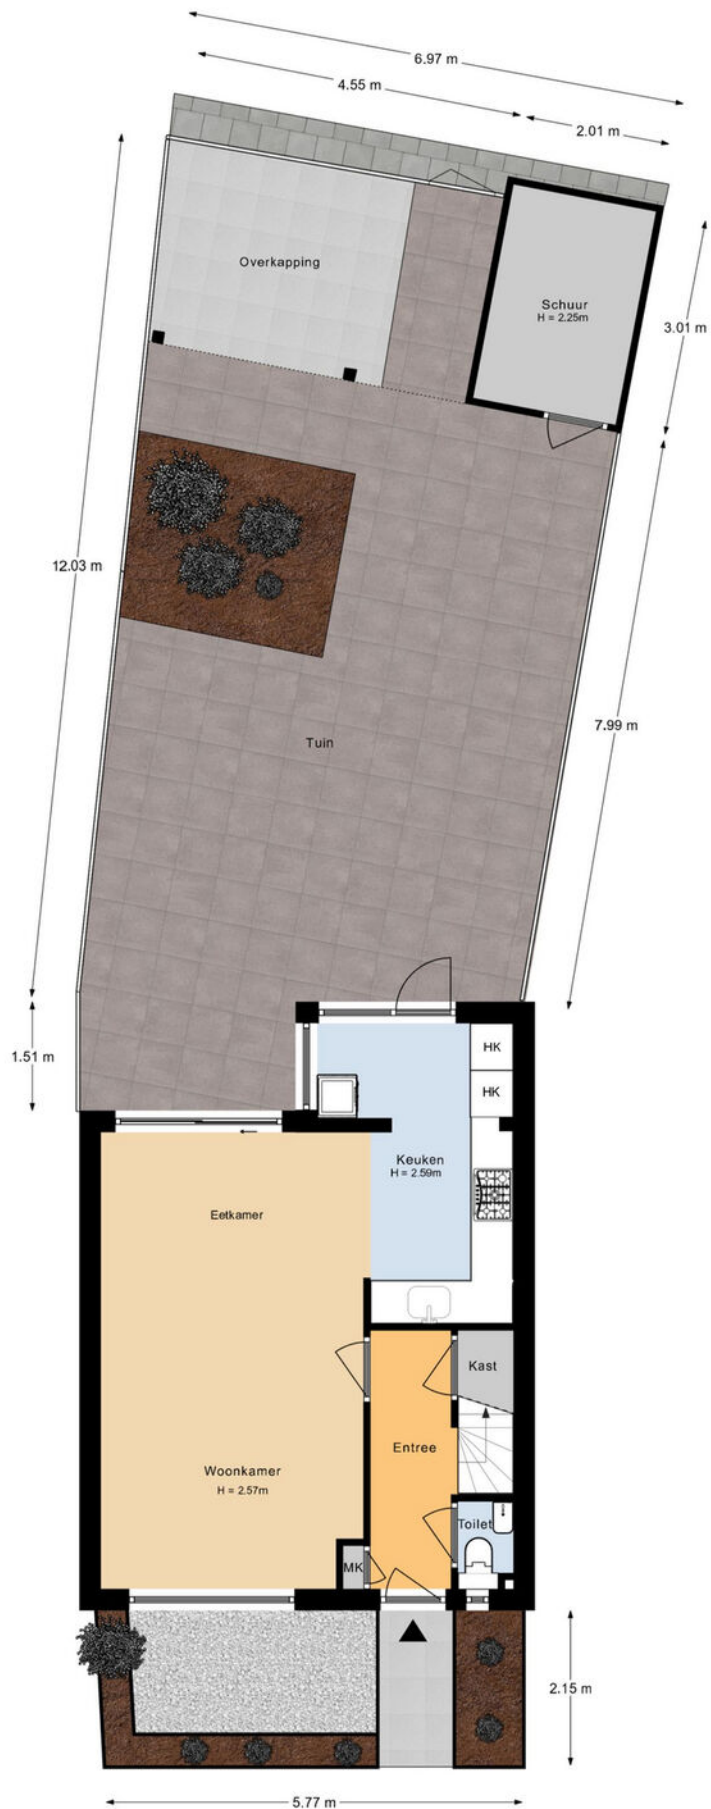 6.97 m
4.55 m
2.01 m
Overkapping
Schuur
H = 2.25m
3.01 m
12.03 m
7.99 m
Tuin
1.51 m
HK
HK
Keuken
H = 2.59m
Eetkamer
Kast
Entree
Woonkamer
H = 2.57m
Toilet
MK
2.15 m
5.77 m